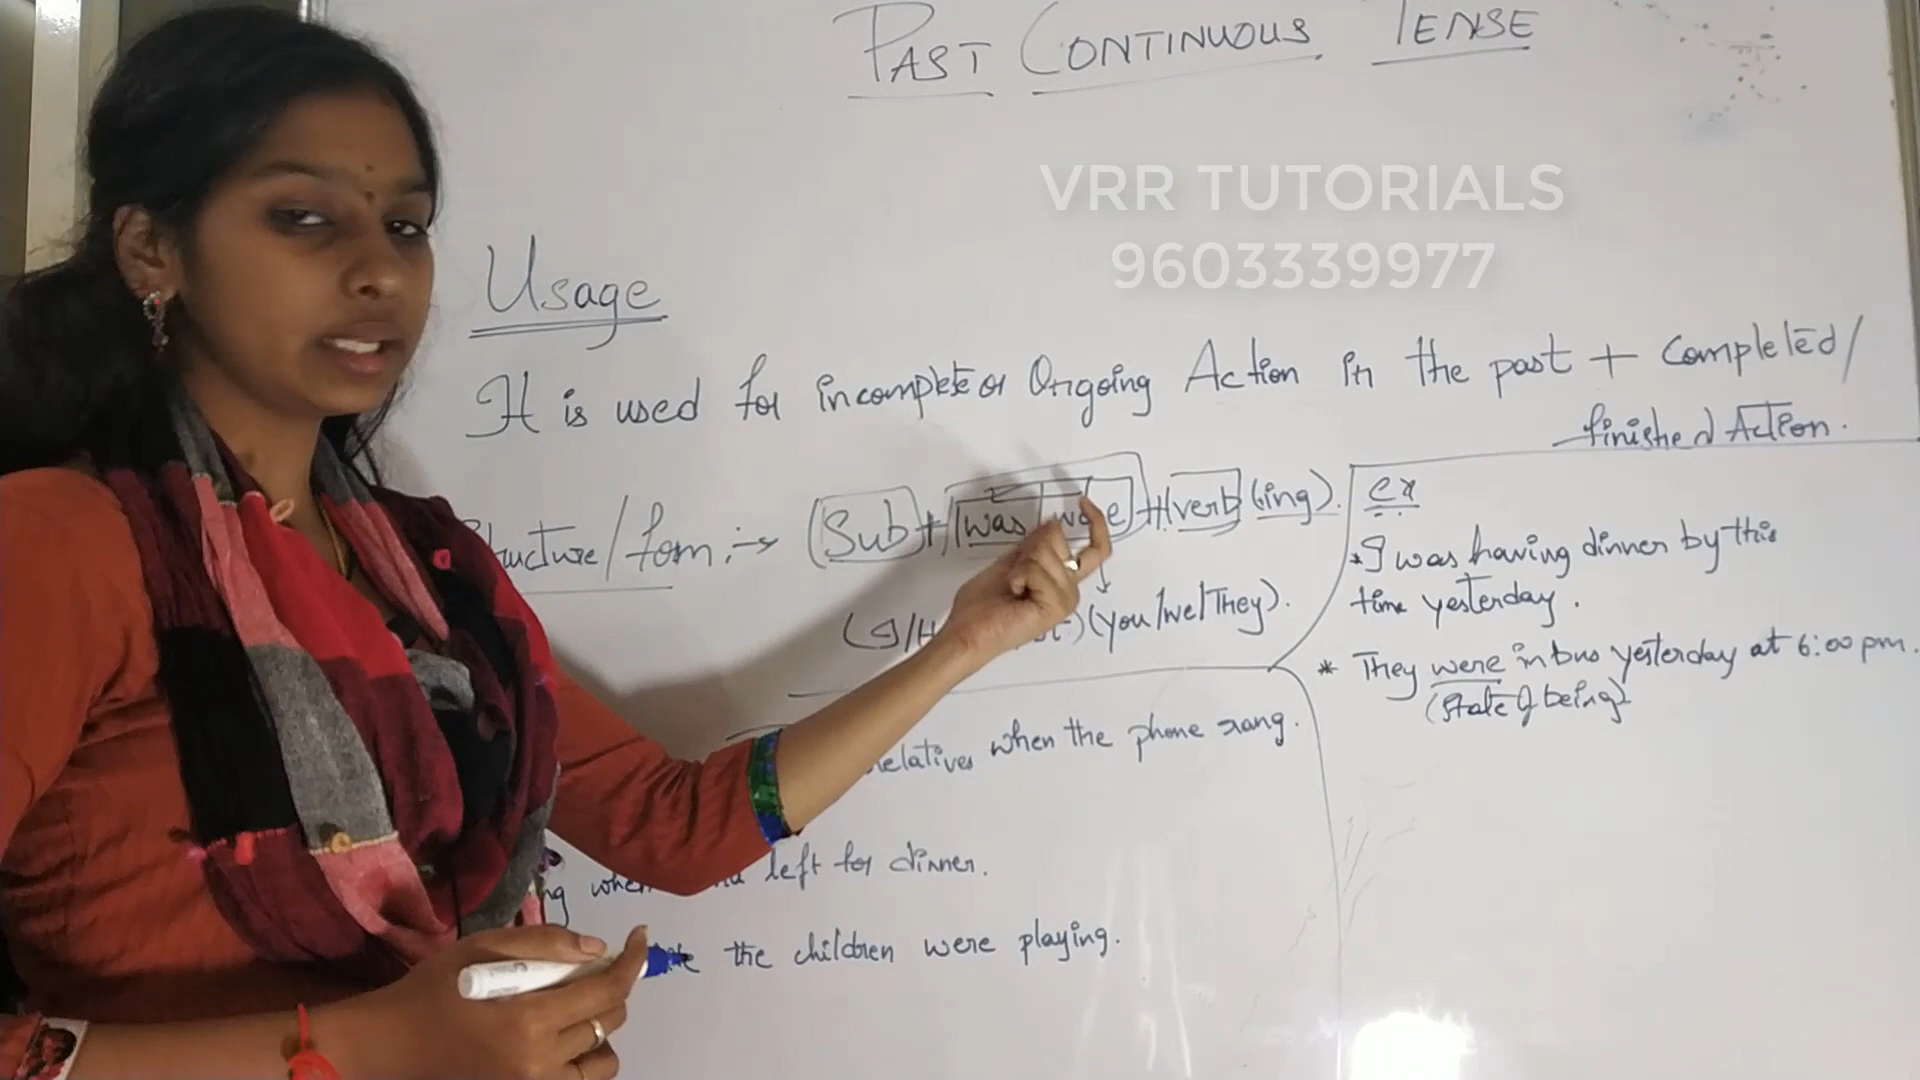 PAST CONTINUOUS TENSE
VRR TUTORIALS
9603339977
Usage
It is used for incomplete or Ongoing Action in the past + Completed/
finished Action.
/form:→ (Sub + was + verb (ing).
(I/H (you/we/They).
ex
*I was having dinner by this
time yesterday.
* They were in bus yesterday at 6:00 pm.
(State of being)
when the phone rang.
left for dinner.
the children were playing.